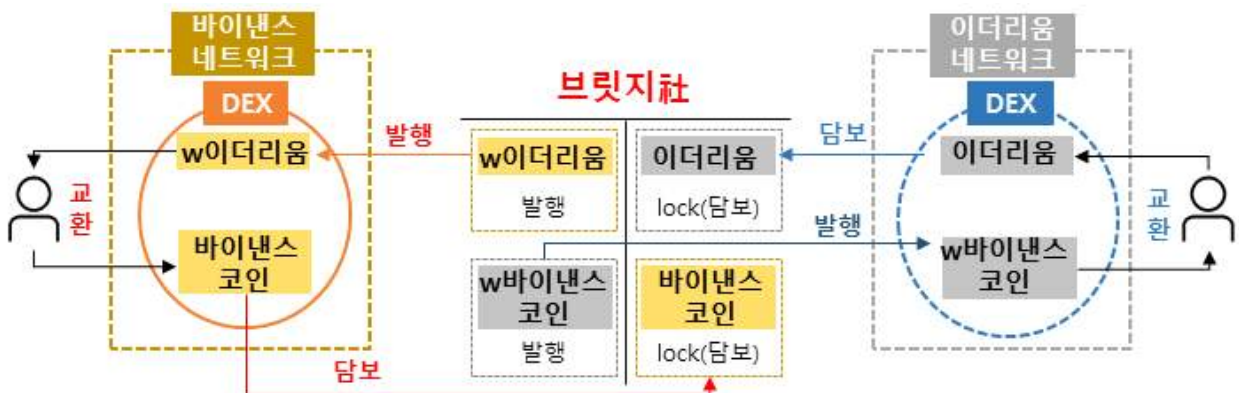 바이낸스
네트워크
DEX
w이더리움
교
환
바이낸스
코인
발행
담보
브릿지社
w이더리움
발행
이더리움
lock(담보)
w바이낸스
코인
발행
바이낸스
코인
lock(담보)
담보
발행
이더리움
네트워크
DEX
이더리움
w바이낸스
코인
교
환